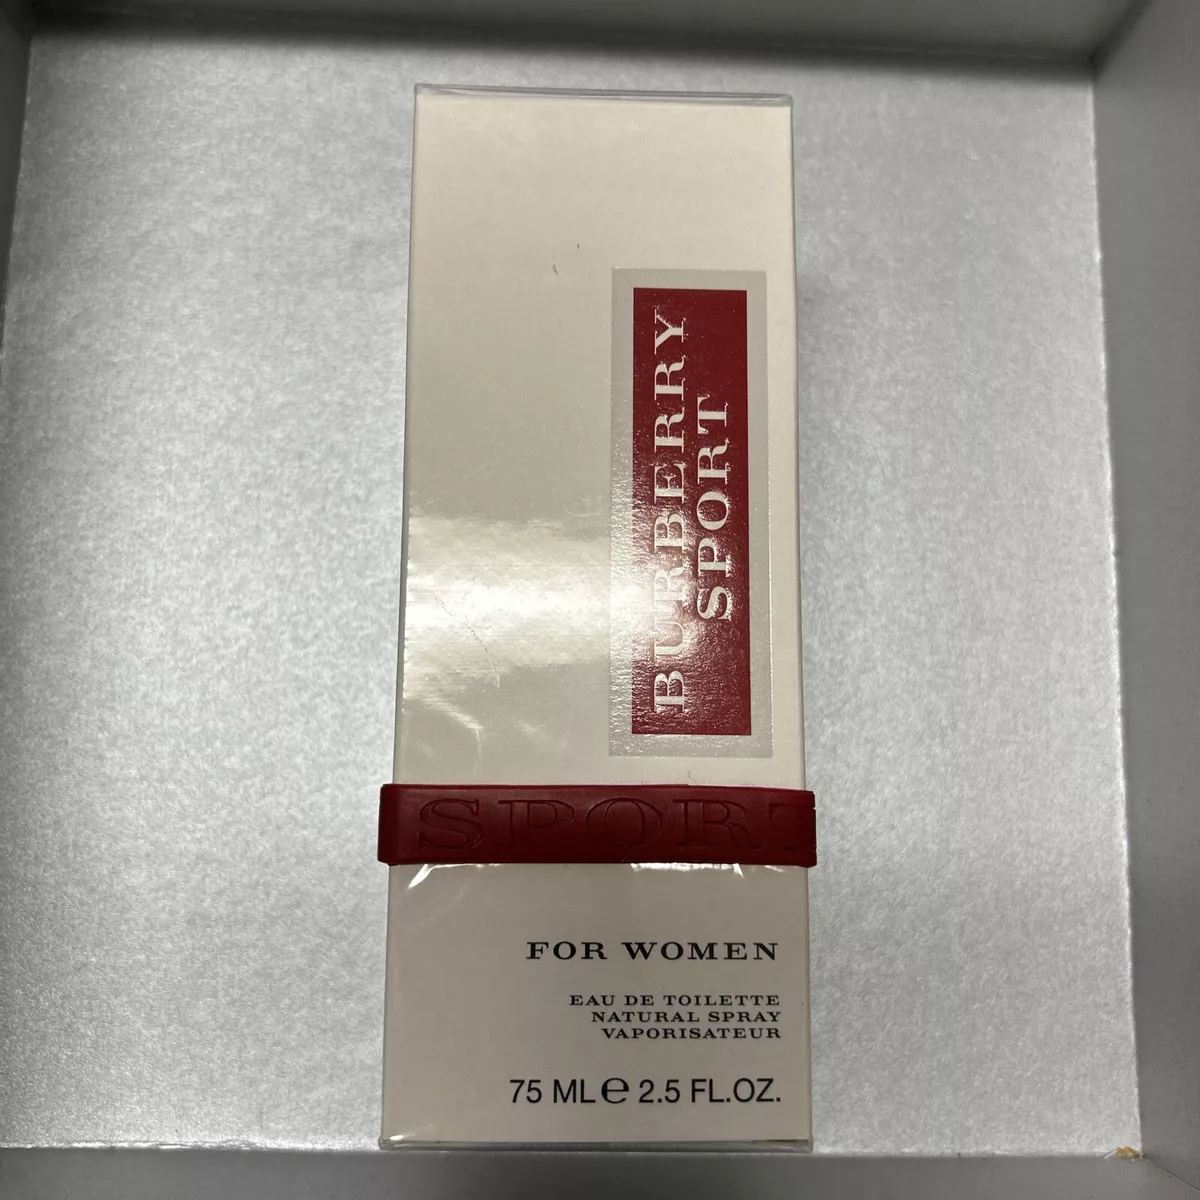 BURBERRY
SPORT
SPORT
FOR WOMEN
EAU DE TOILETTE
NATURAL SPRAY
VAPORISATEUR
75 ML ℮ 2.5 FL.OZ.